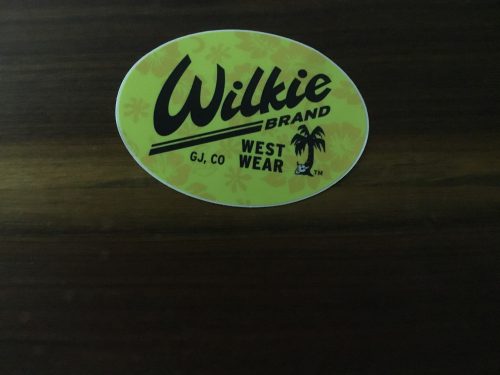 Wilkie
BRAND
GJ, CO
WEST
WEAR
TM